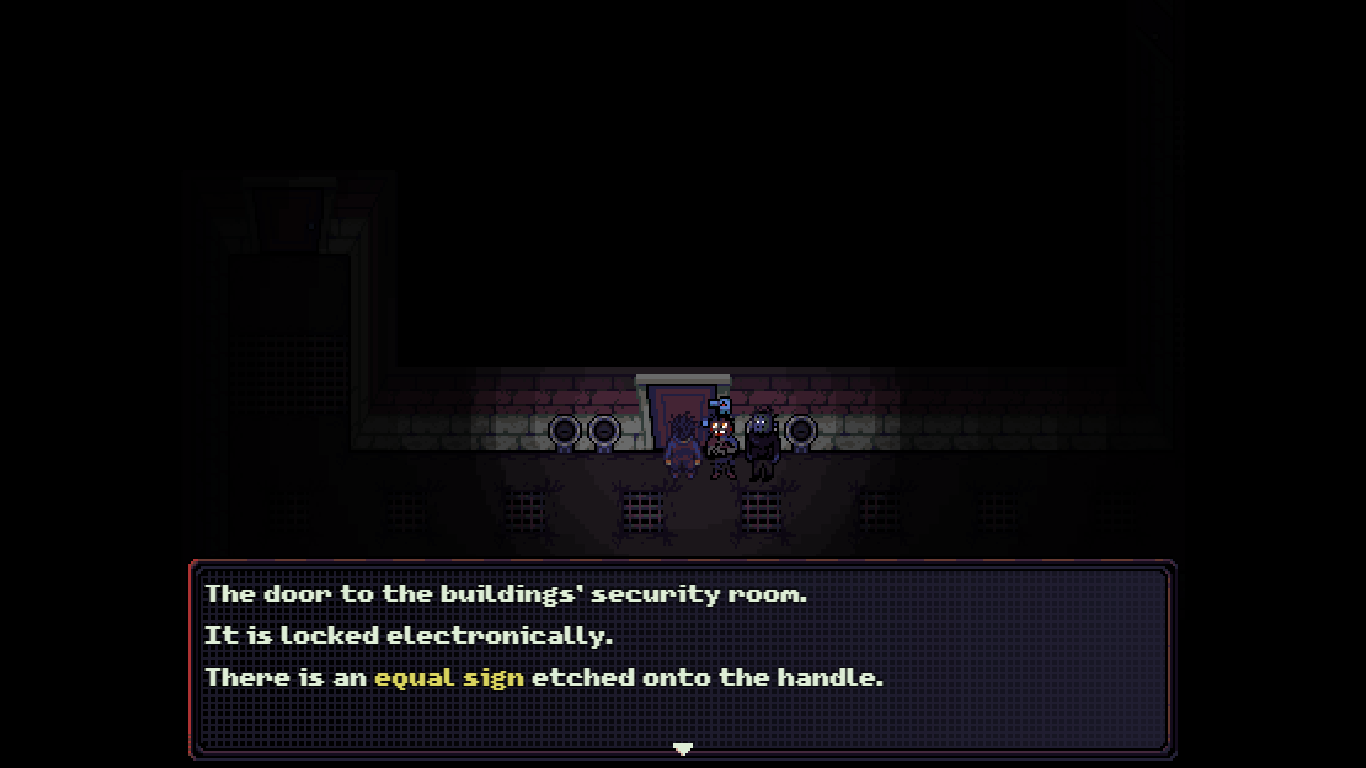 The door to the buildings' security room.
It is locked electronically.
There is an equal sign etched onto the handle.